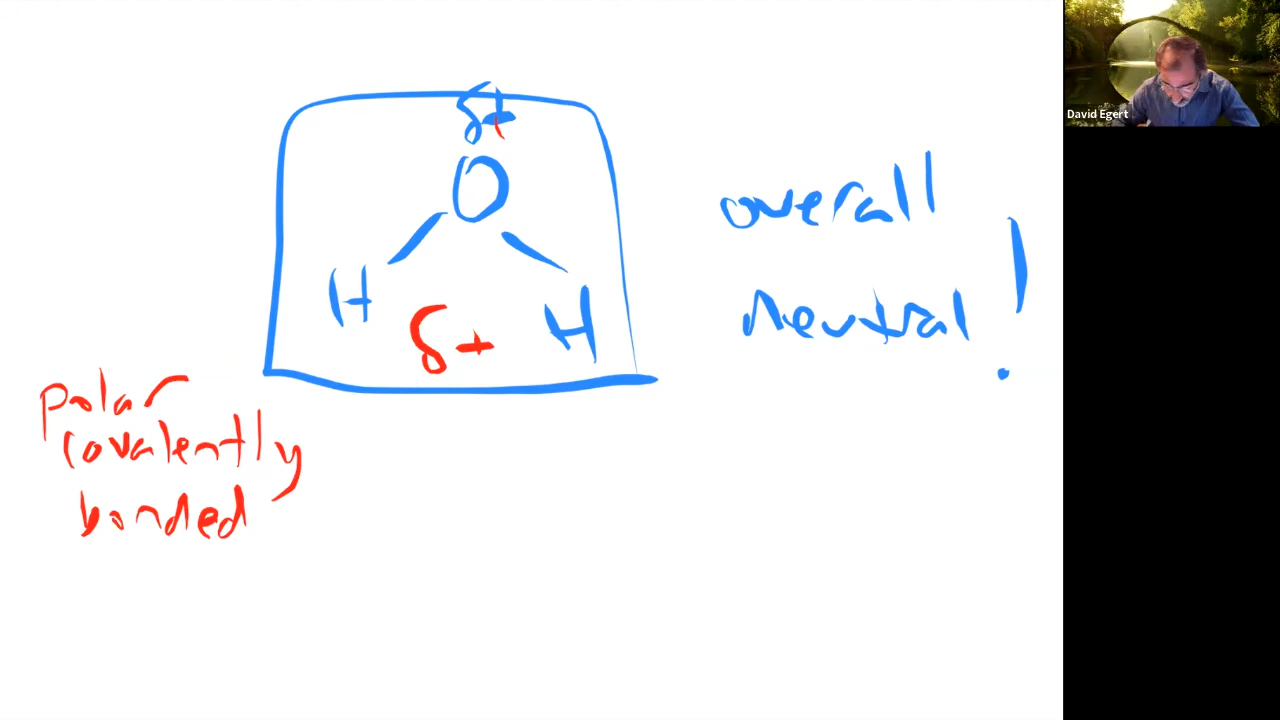 δ+
O
H
H
δ+
overall
neutral !
polar
covalently
bonded
David Egert